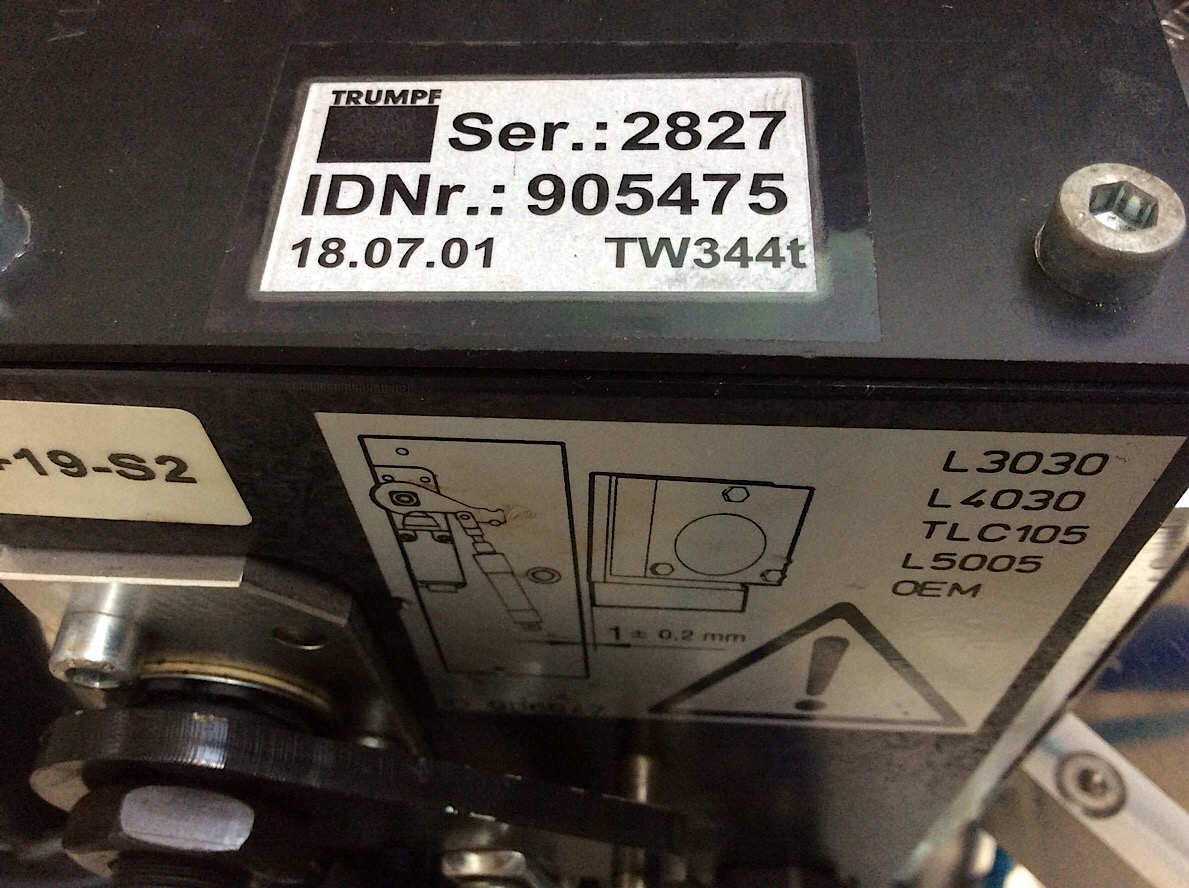 TRUMPF
Ser.: 2827
IDNr.: 905475
18.07.01 TW344t
19-S2
L3030
L4030
TLC105
L5005
OEM
1 ± 0.2 mm